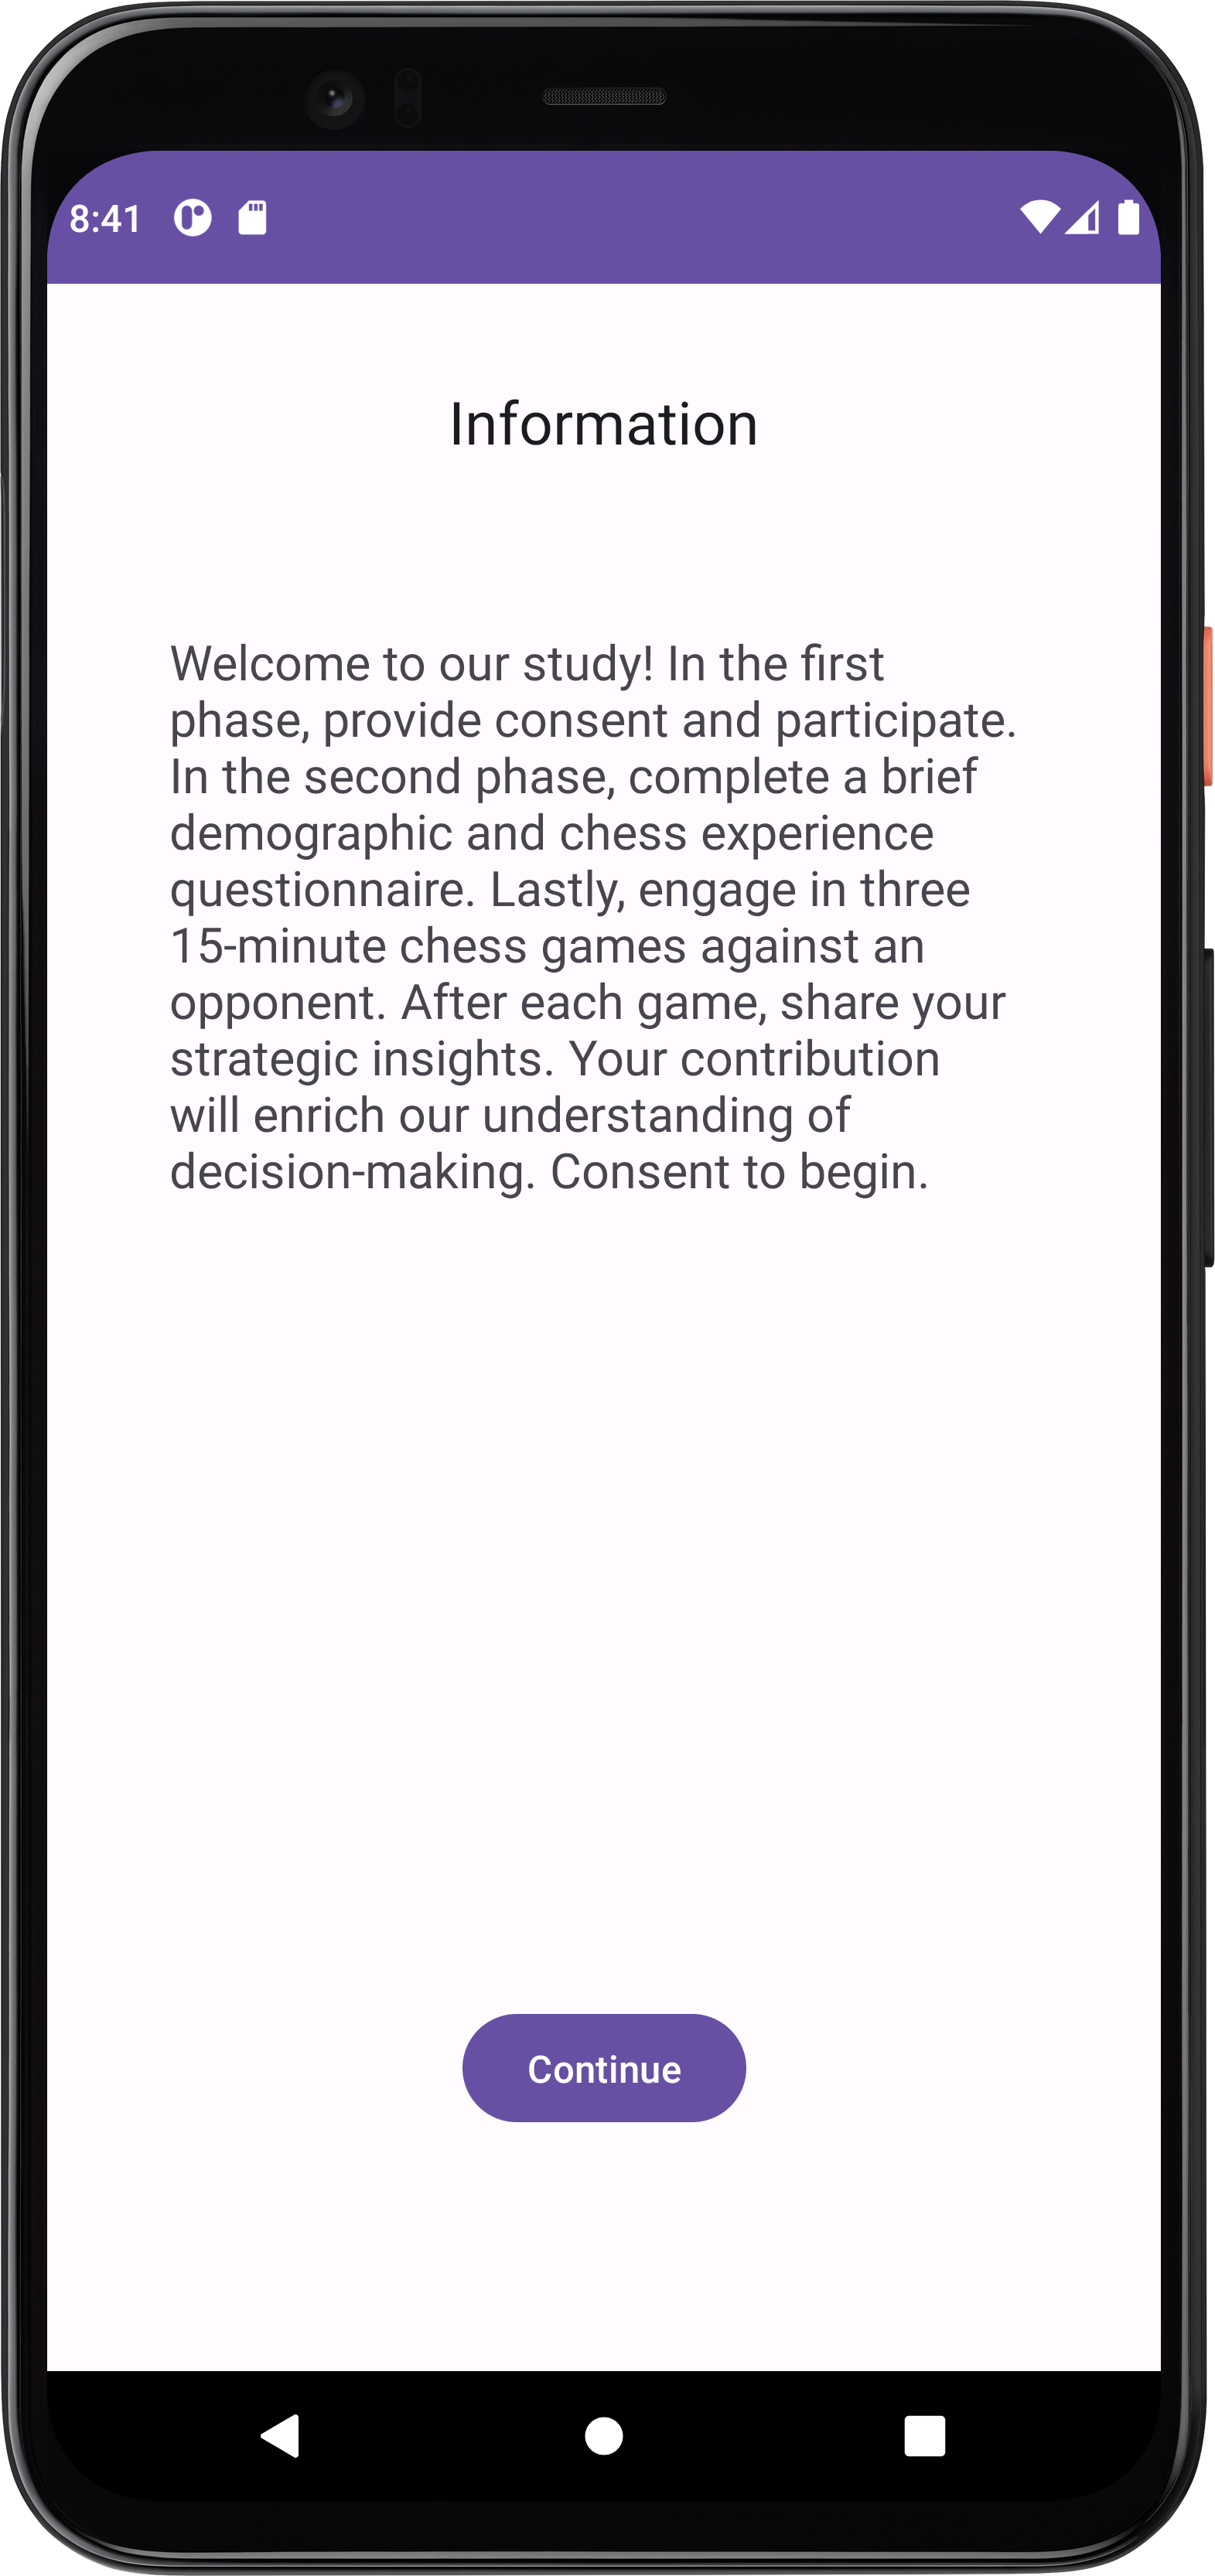 8:41
Information
Welcome to our study! In the first
phase, provide consent and participate.
In the second phase, complete a brief
demographic and chess experience
questionnaire. Lastly, engage in three
15-minute chess games against an
opponent. After each game, share your
strategic insights. Your contribution
will enrich our understanding of
decision-making. Consent to begin.
Continue